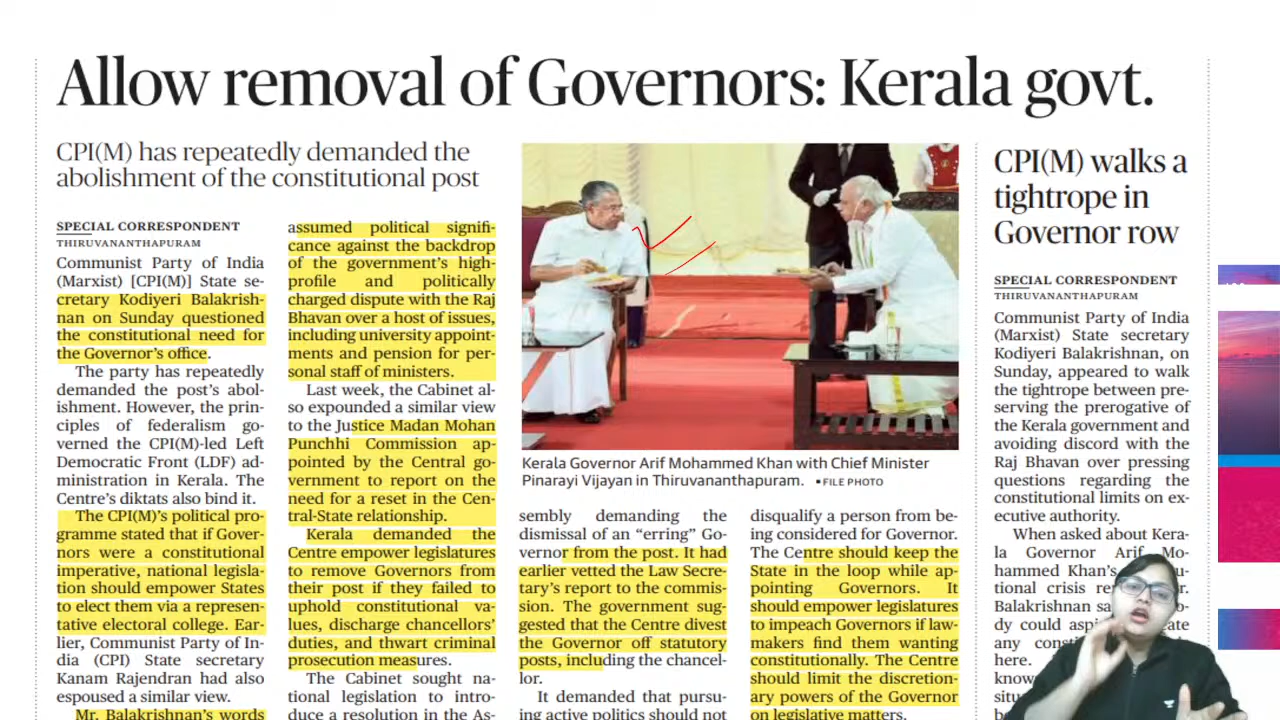 Allow removal of Governors: Kerala govt.
CPI(M) has repeatedly demanded the
abolishment of the constitutional post
SPECIAL CORRESPONDENT
THIRUVANANTHAPURAM
Communist Party of India
(Marxist) [CPI(M)] State se-
cretary Kodiyeri Balakrish-
nan on Sunday questioned
the constitutional need for
the Governor's office.
The party has repeatedly
demanded the post's abol-
ishment. However, the prin-
ciples of federalism go-
verned the CPI(M)-led Left
Democratic Front (LDF) ad-
ministration in Kerala. The
Centre's diktats also bind it.
The CPI(M)'s political pro-
gramme stated that if Gover-
nors were a constitutional
imperative, national legisla-
tion should empower States
to elect them via a represen-
tative electoral college. Ear-
lier, Communist Party of In-
dia (CPI) State secretary
Kanam Rajendran had also
espoused a similar view.
Mr. Balakrishnan's words
assumed political signifi-
cance against the backdrop
of the government's high-
profile and politically
charged dispute with the Raj
Bhavan over a host of issues,
including university appoint-
ments and pension for per-
sonal staff of ministers.
Last week, the Cabinet al-
so expounded a similar view
to the Justice Madan Mohan
Punchhi Commission ap-
pointed by the Central go-
vernment to report on the
need for a reset in the Cen-
tral-State relationship.
Kerala demanded the
Centre empower legislatures
to remove Governors from
their post if they failed to
uphold constitutional va-
lues, discharge chancellors'
duties, and thwart criminal
prosecution measures.
The Cabinet sought na-
tional legislation to intro-
duce a resolution in the As-
Kerala Governor Arif Mohammed Khan with Chief Minister
Pinarayi Vijayan in Thiruvananthapuram. ▪FILE PHOTO
sembly demanding the
dismissal of an “erring” Go-
vernor from the post. It had
earlier vetted the Law Secre-
tary's report to the commis-
sion. The government sug-
gested that the Centre divest
the Governor off statutory
posts, including the chancel-
lor.
It demanded that pursu-
ing active politics should not
disqualify a person from be-
ing considered for Governor.
The Centre should keep the
State in the loop while ap-
pointing Governors. It
should empower legislatures
to impeach Governors if law-
makers find them wanting
constitutionally. The Centre
should limit the discretion-
ary powers of the Governor
on legislative matters.
CPI(M) walks a
tightrope in
Governor row
SPECIAL CORRESPONDENT
THIRUVANANTHAPURAM
Communist Party of India
(Marxist) State secretary
Kodiyeri Balakrishnan, on
Sunday, appeared to walk
the tightrope between pre-
serving the prerogative of
the Kerala government and
avoiding discord with the
Raj Bhavan over pressing
questions regarding the
constitutional limits on ex-
ecutive authority.
When asked about Kera-
la Governor Arif Mo-
hammed Khan's
tional crisis
Balakrishnan
dy could
any
here.